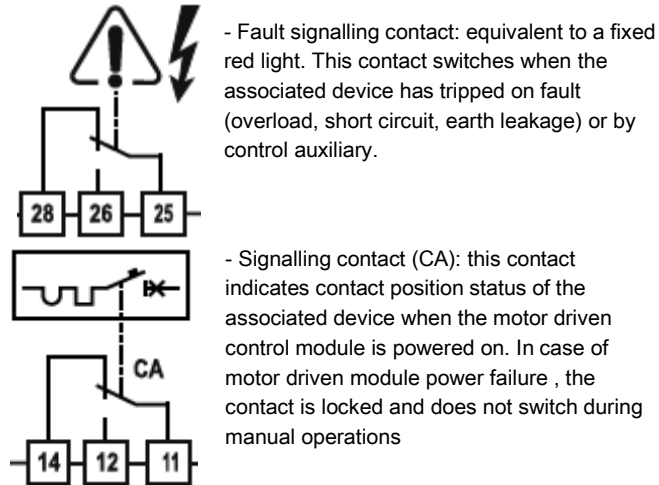 - Fault signalling contact: equivalent to a fixed
red light. This contact switches when the
associated device has tripped on fault
(overload, short circuit, earth leakage) or by
control auxiliary.
28 26 25
- Signalling contact (CA): this contact
indicates contact position status of the
associated device when the motor driven
control module is powered on. In case of
motor driven module power failure , the
contact is locked and does not switch during
manual operations
CA
14 12 11